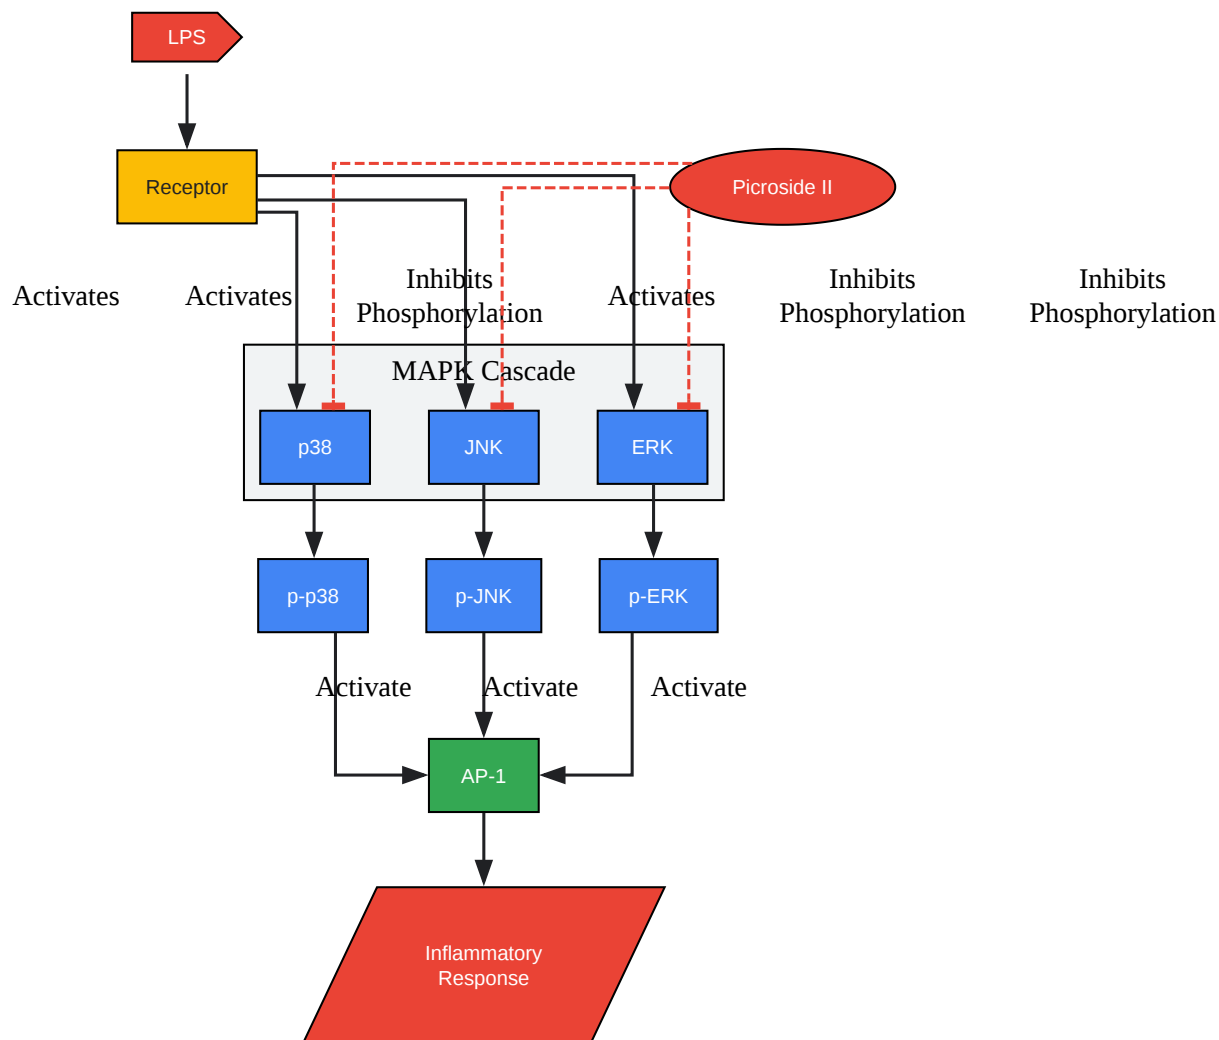 LPS
Receptor
Picroside II
Activates
Activates
Inhibits
Phosphorylation
Activates
Inhibits
Phosphorylation
Inhibits
Phosphorylation
MAPK Cascade
p38
JNK
ERK
p-p38
p-JNK
p-ERK
Activate
Activate
Activate
AP-1
Inflammatory
Response